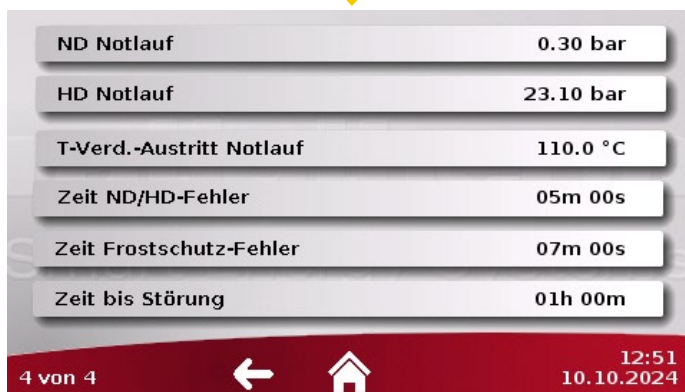 ND Notlauf 0.30 bar
HD Notlauf 23.10 bar
T-Verd.-Austritt Notlauf 110.0 °C
Zeit ND/HD-Fehler 05m 00s
Zeit Frostschutz-Fehler 07m 00s
Zeit bis Störung 01h 00m
12:51
4 von 4 10.10.2024